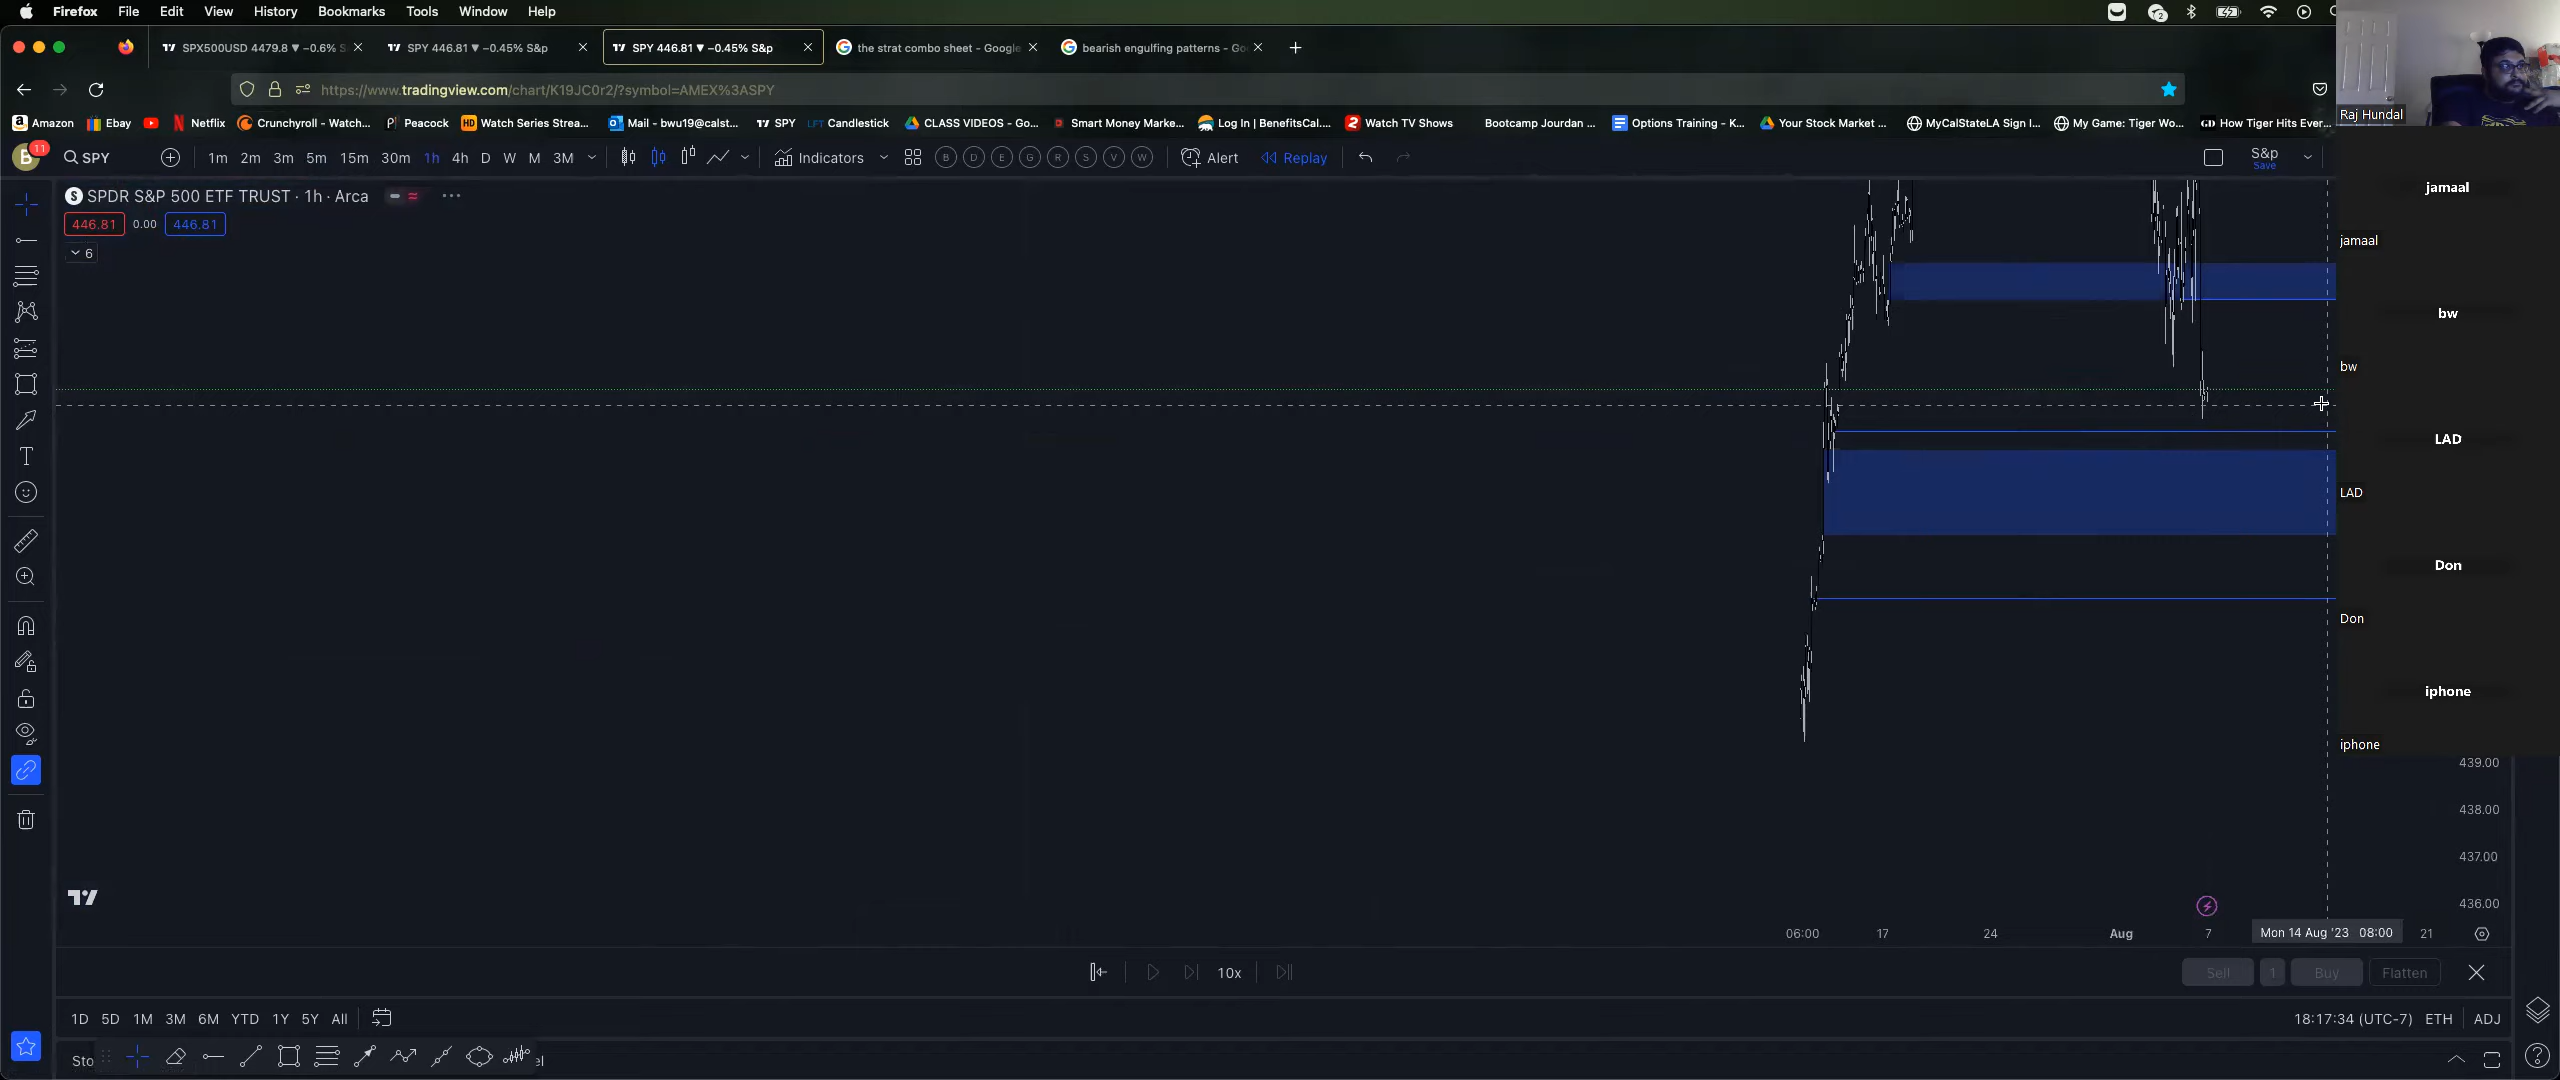 Firefox File Edit View History Bookmarks Tools Window Help
SPX500USD 4479.8 ▼ −0.6% S
SPY 446.81 ▼ −0.45% S&p
SPY 446.81 ▼ −0.45% S&p
the strat combo sheet - Google
bearish engulfing patterns - Go
https://www.tradingview.com/chart/K19JC0r2/?symbol=AMEX%3ASPY
Amazon Ebay Netflix Crunchyroll - Watch... Peacock Watch Series Strea... Mail - bwu19@calst... SPY Candlestick CLASS VIDEOS - Go... Smart Money Marke... Log In | BenefitsCal.... Watch TV Shows Bootcamp Jourdan ... Options Training - K... Your Stock Market ... MyCalStateLA Sign I... My Game: Tiger Wo... How Tiger Hits Ever...
B 11 SPY 1m 2m 3m 5m 15m 30m 1h 4h D W M 3M Indicators B D E G R S V W Alert Replay S&p
Save
SPDR S&P 500 ETF TRUST · 1h · Arca
446.81 0.00 446.81
6
Raj Hundal
jamaal
jamaal
bw
bw
LAD
LAD
Don
Don
iphone
iphone
439.00
438.00
437.00
436.00
06:00 17 24 Aug 7 Mon 14 Aug '23 08:00 21
10x Sell 1 Buy Flatten
1D 5D 1M 3M 6M YTD 1Y 5Y All 18:17:34 (UTC-7) ETH ADJ
Sto el